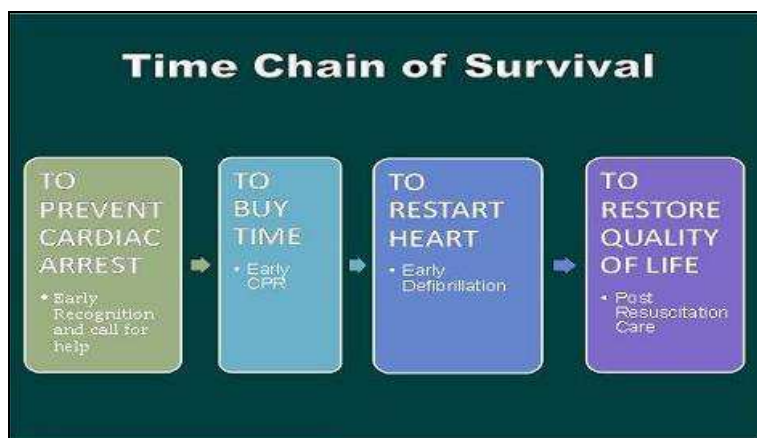 Time Chain of Survival
TO
PREVENT
CARDIAC
ARREST
• Early
Recognition
and call for
help
TO
BUY
TIME
• Early
CPR
TO
RESTART
HEART
• Early
Defibrillation
TO
RESTORE
QUALITY
OF LIFE
• Post
Resuscitation
Care